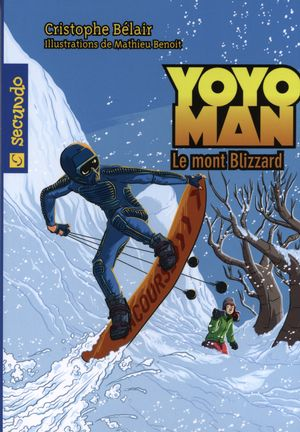 Cristophe Bélair
Illustrations de Mathieu Benoit
YOYO
MAN
Le mont Blizzard
secundo